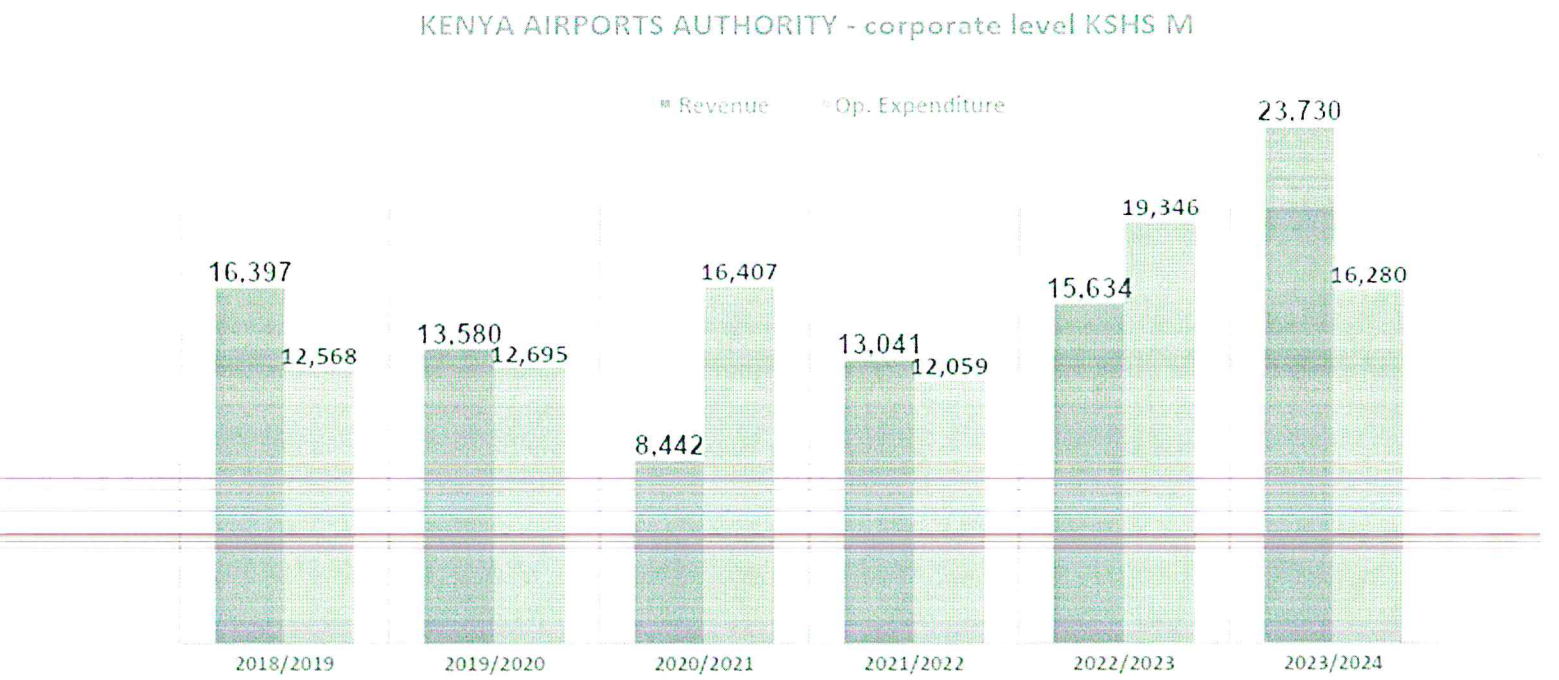 KENYA AIRPORTS AUTHORITY - corporate level KSHS M
Revenue Op. Expenditure
23.730
19,346
16.397 16,407 15.634 16,280
13.580 12,568 12,695 13.041 12,059
8.442
2018/2019 2019/2020 2020/2021 2021/2022 2022/2023 2023/2024